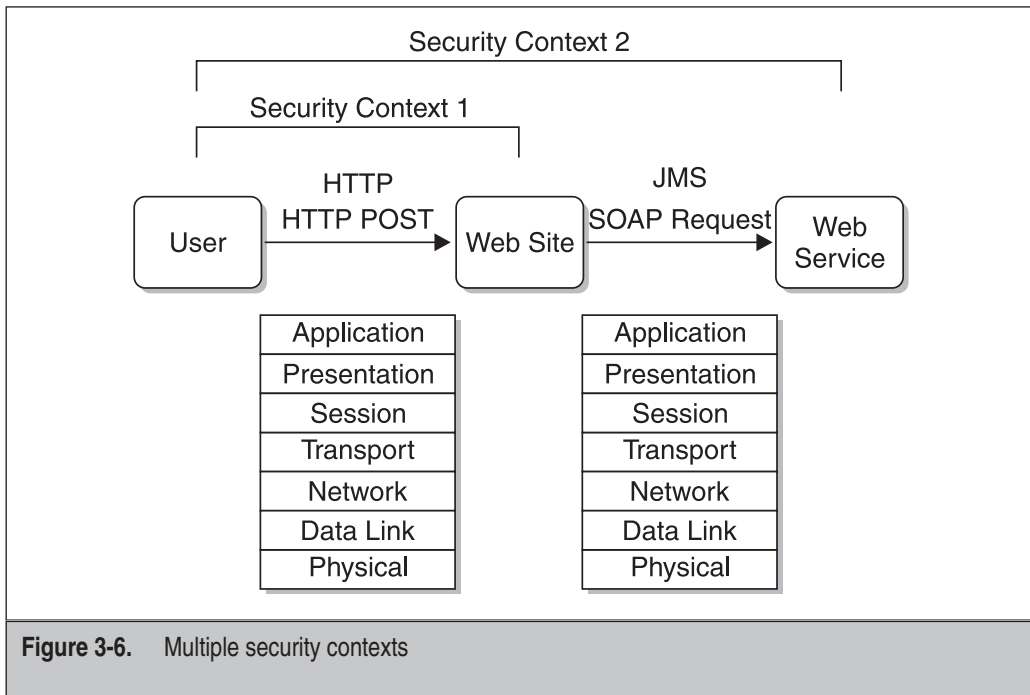 Security Context 2
Security Context 1
HTTP
HTTP POST
JMS
SOAP Request
User
Web Site
Web
Service
Application
Presentation
Session
Transport
Network
Data Link
Physical
Application
Presentation
Session
Transport
Network
Data Link
Physical
Figure 3-6. Multiple security contexts